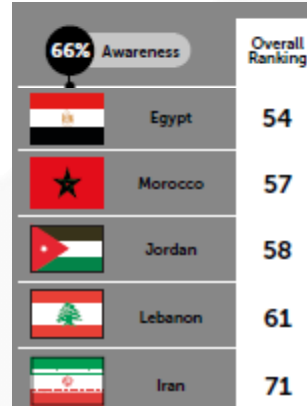 66% Awareness
Overall
Ranking
Egypt 54
Morocco 57
Jordan 58
Lebanon 61
Iran 71